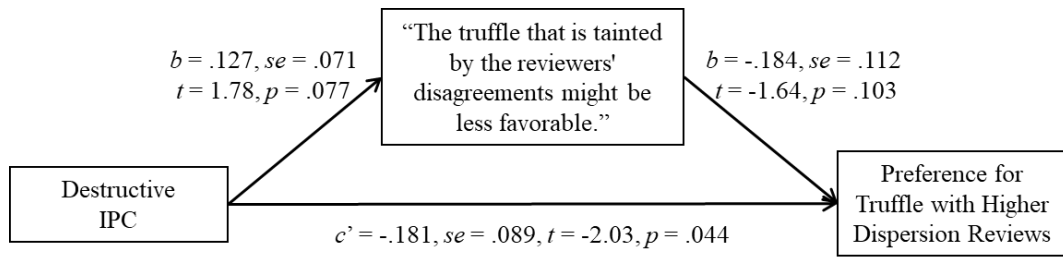 “The truffle that is tainted
by the reviewers'
disagreements might be
less favorable.”
b = .127, se = .071
t = 1.78, p = .077
b = -.184, se = .112
t = -1.64, p = .103
Destructive
IPC
Preference for
Truffle with Higher
Dispersion Reviews
c’ = -.181, se = .089, t = -2.03, p = .044